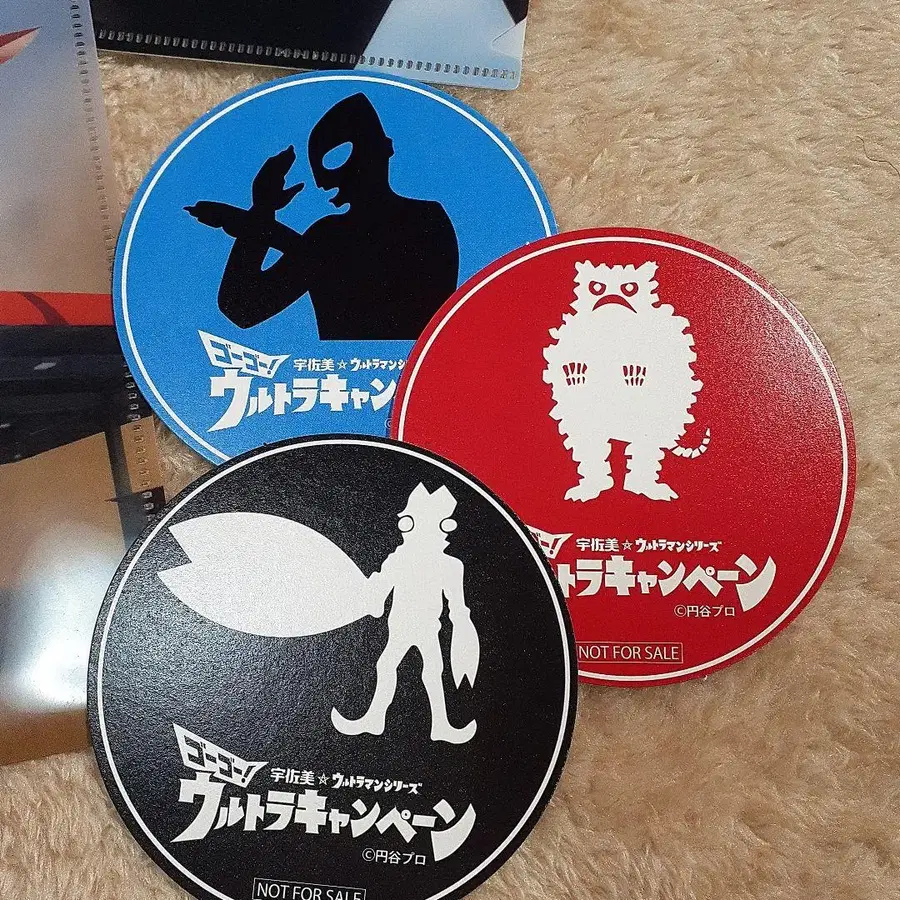 ゴーゴー!
宇佐美☆ウルトラマンシリ
ウルトラキャン
©
ゴー!
宇佐美☆ウルトラマンシリーズ
トラキャンペーン
©円谷プロ
NOT FOR SALE
ゴーゴー!
宇佐美☆ウルトラマンシリーズ
ウルトラキャンペーン
©円谷プロ
NOT FOR SALE